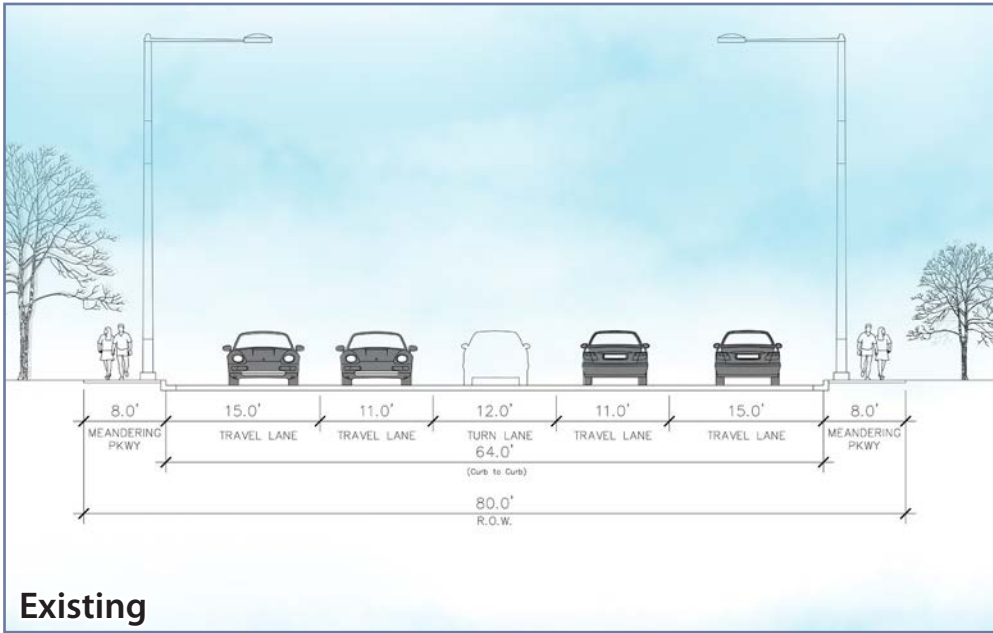 8.0' 15.0' 11.0' 12.0' 11.0' 15.0' 8.0'
MEANDERING PKWY TRAVEL LANE TRAVEL LANE TURN LANE TRAVEL LANE TRAVEL LANE MEANDERING PKWY
64.0'
(Curb to Curb)
80.0'
R.O.W.
Existing